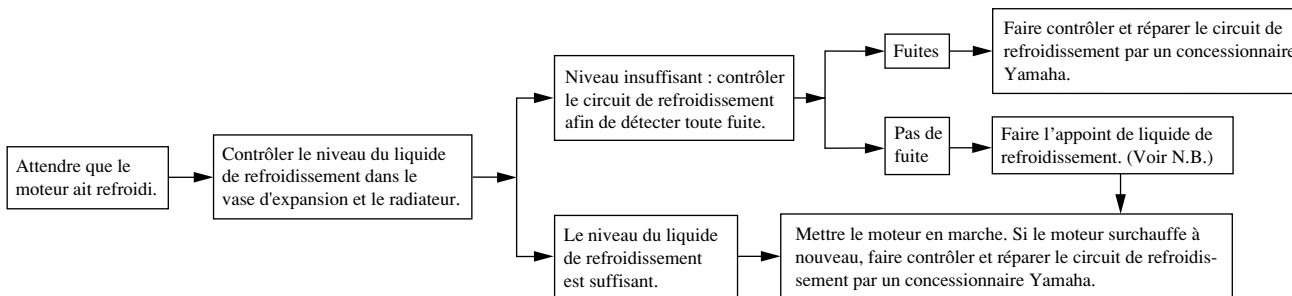 Attendre que le
moteur ait refroidi.
Contrôler le niveau du liquide
de refroidissement dans le
vase d'expansion et le radiateur.
Niveau insuffisant : contrôler
le circuit de refroidissement
afin de détecter toute fuite.
Fuites
Faire contrôler et réparer le circuit de
refroidissement par un concessionnaire
Yamaha.
Pas de
fuite
Faire l’appoint de liquide de
refroidissement. (Voir N.B.)
Le niveau du liquide
de refroidissement
est suffisant.
Mettre le moteur en marche. Si le moteur surchauffe à
nouveau, faire contrôler et réparer le circuit de refroidis-
sement par un concessionnaire Yamaha.